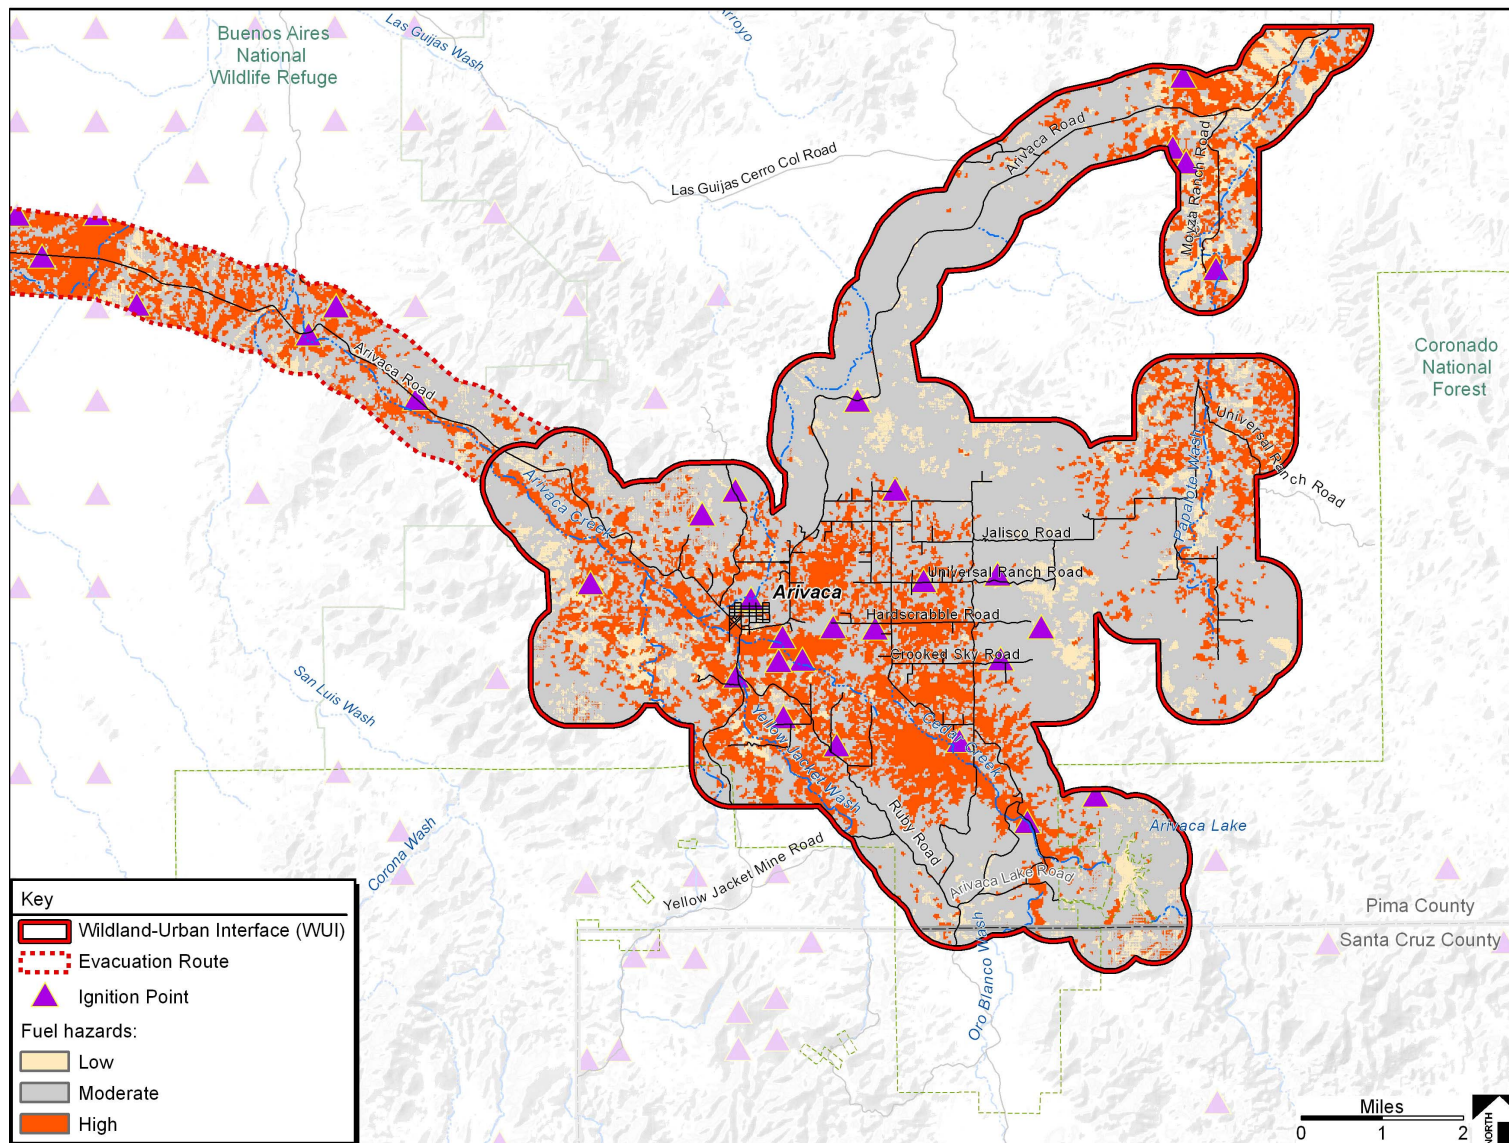 Buenos Aires
National
Wildlife Refuge
Las Guijas Wash
Arroyo
Las Guijas Cerro Col Road
Arivaca Road
Moyza Ranch Road
Coronado
National
Forest
Arivaca Road
Universal Ranch Road
Papalote Wash
Arivaca Creek
Jalisco Road
Universal Ranch Road
Arivaca
Hardscrabble Road
Crooked Sky Road
San Luis Wash
Yellow Jacket Wash
Cedar Creek
Ruby Road
Arivaca Lake
Corona Wash
Yellow Jacket Mine Road
Arivaca Lake Road
Oro Blanco Wash
Pima County
Santa Cruz County
Key
Wildland-Urban Interface (WUI)
Evacuation Route
Ignition Point
Fuel hazards:
Low
Moderate
High
Miles
0 1 2
NORTH